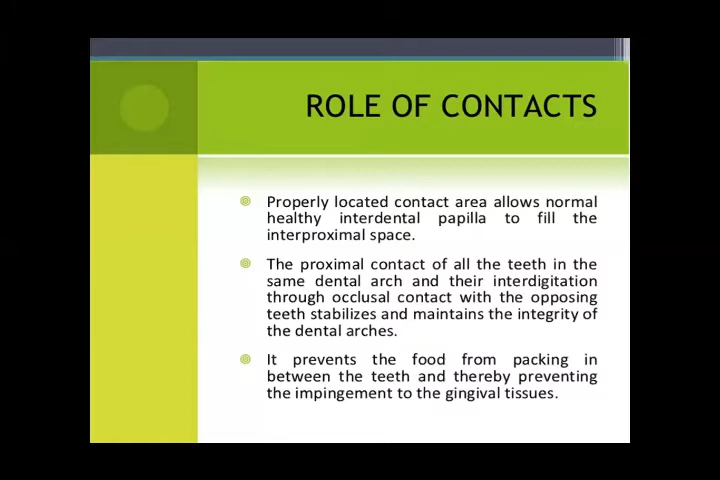 ROLE OF CONTACTS
Properly located contact area allows normal
healthy interdental papilla to fill the
interproximal space.
The proximal contact of all the teeth in the
same dental arch and their interdigitation
through occlusal contact with the opposing
teeth stabilizes and maintains the integrity of
the dental arches.
It prevents the food from packing in
between the teeth and thereby preventing
the impingement to the gingival tissues.